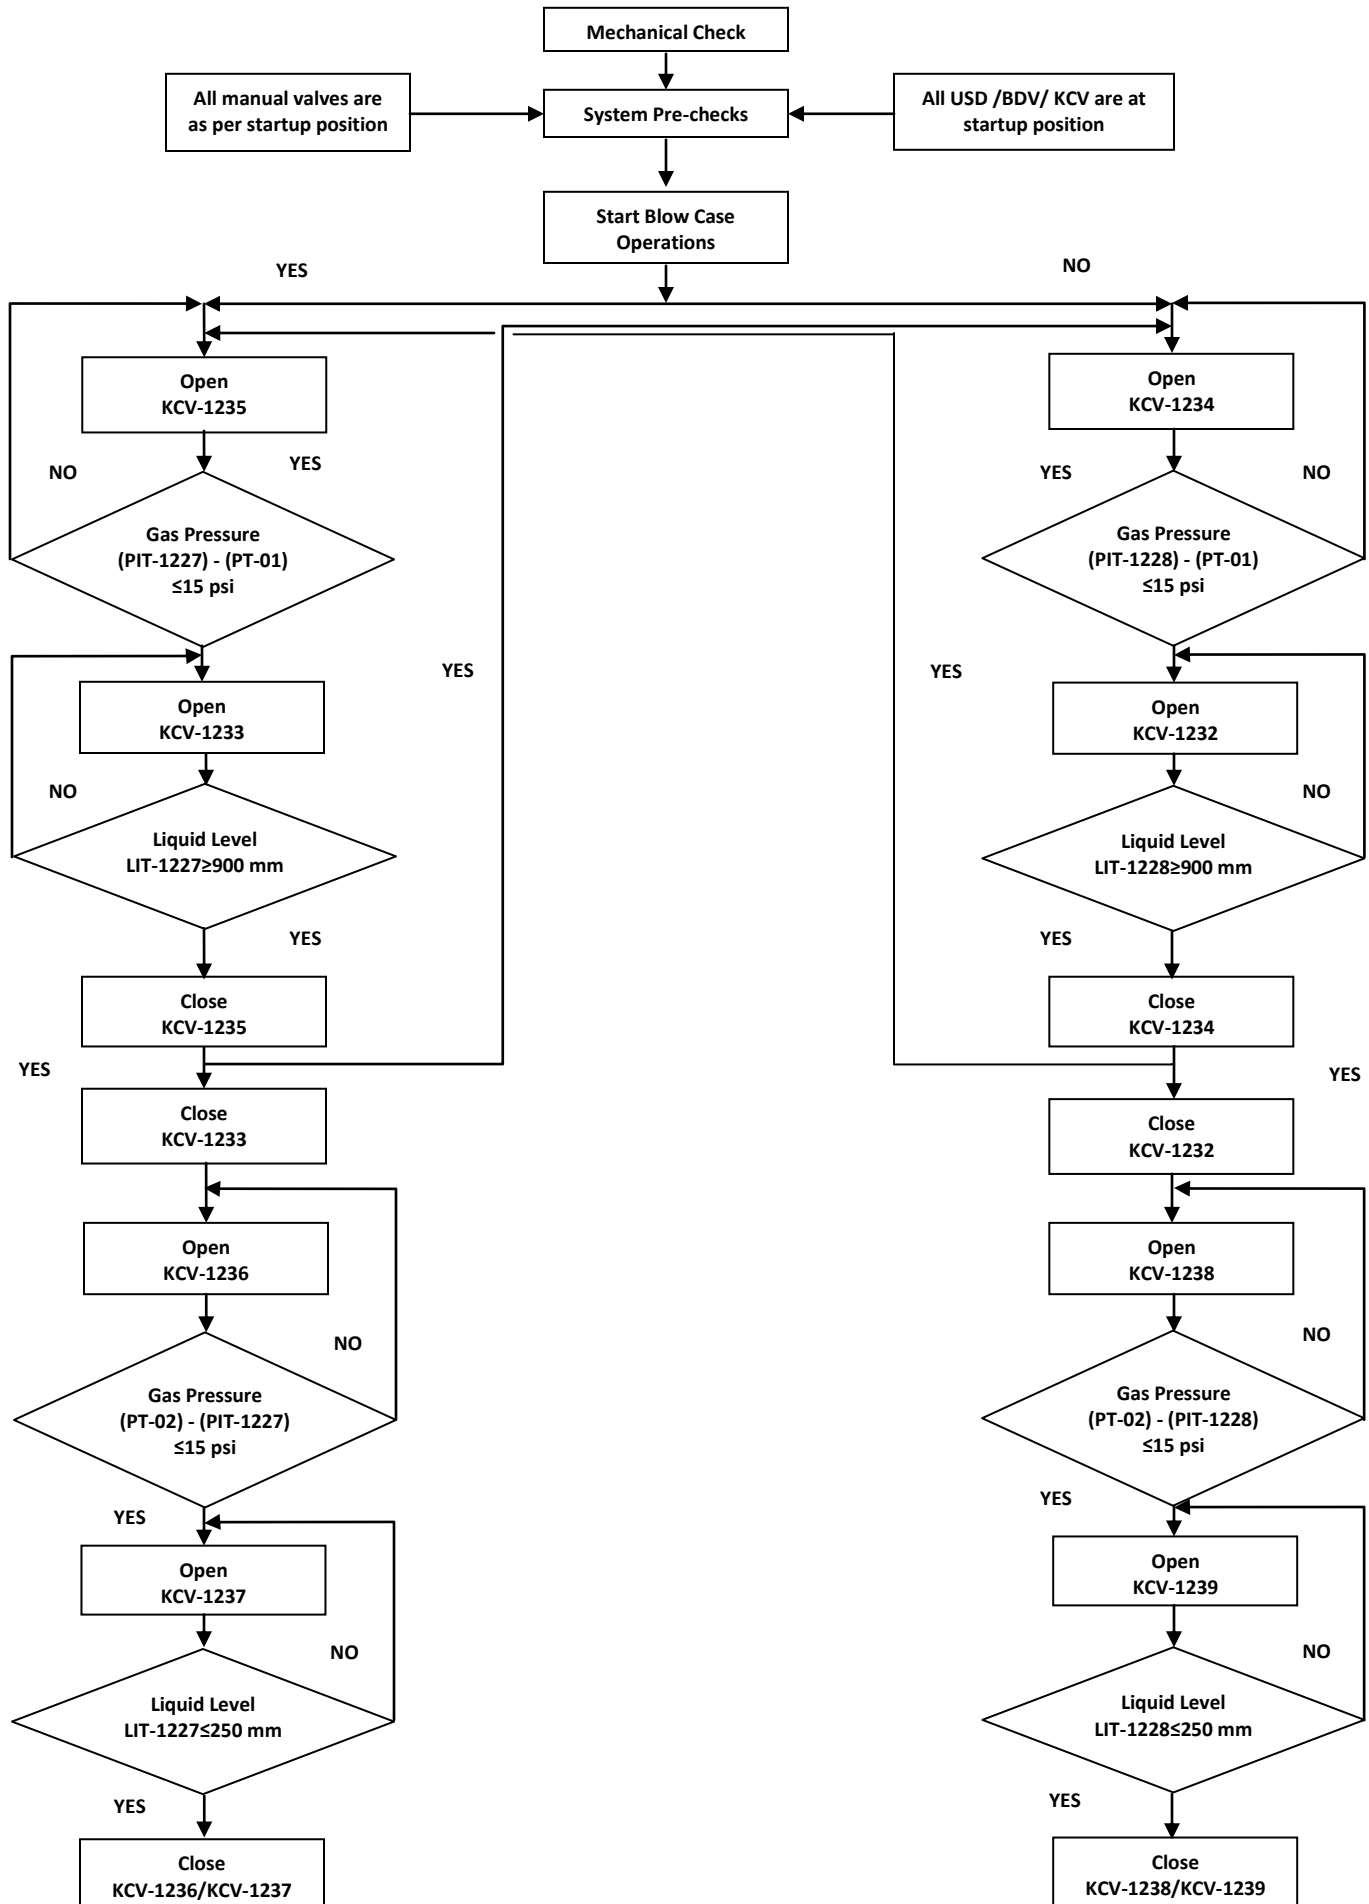 Mechanical Check
All manual valves are
as per startup position
System Pre-checks
All USD /BDV/ KCV are at
startup position
Start Blow Case
Operations
YES
NO
Open
KCV-1235
Open
KCV-1234
NO
YES
YES
NO
Gas Pressure
(PIT-1227) - (PT-01)
≤15 psi
Gas Pressure
(PIT-1228) - (PT-01)
≤15 psi
YES
YES
Open
KCV-1233
Open
KCV-1232
NO
NO
Liquid Level
LIT-1227≥900 mm
Liquid Level
LIT-1228≥900 mm
YES
YES
Close
KCV-1235
Close
KCV-1234
YES
YES
Close
KCV-1233
Close
KCV-1232
Open
KCV-1236
Open
KCV-1238
NO
NO
Gas Pressure
(PT-02) - (PIT-1227)
≤15 psi
Gas Pressure
(PT-02) - (PIT-1228)
≤15 psi
YES
YES
Open
KCV-1237
Open
KCV-1239
NO
NO
Liquid Level
LIT-1227≤250 mm
Liquid Level
LIT-1228≤250 mm
YES
YES
Close
KCV-1236/KCV-1237
Close
KCV-1238/KCV-1239